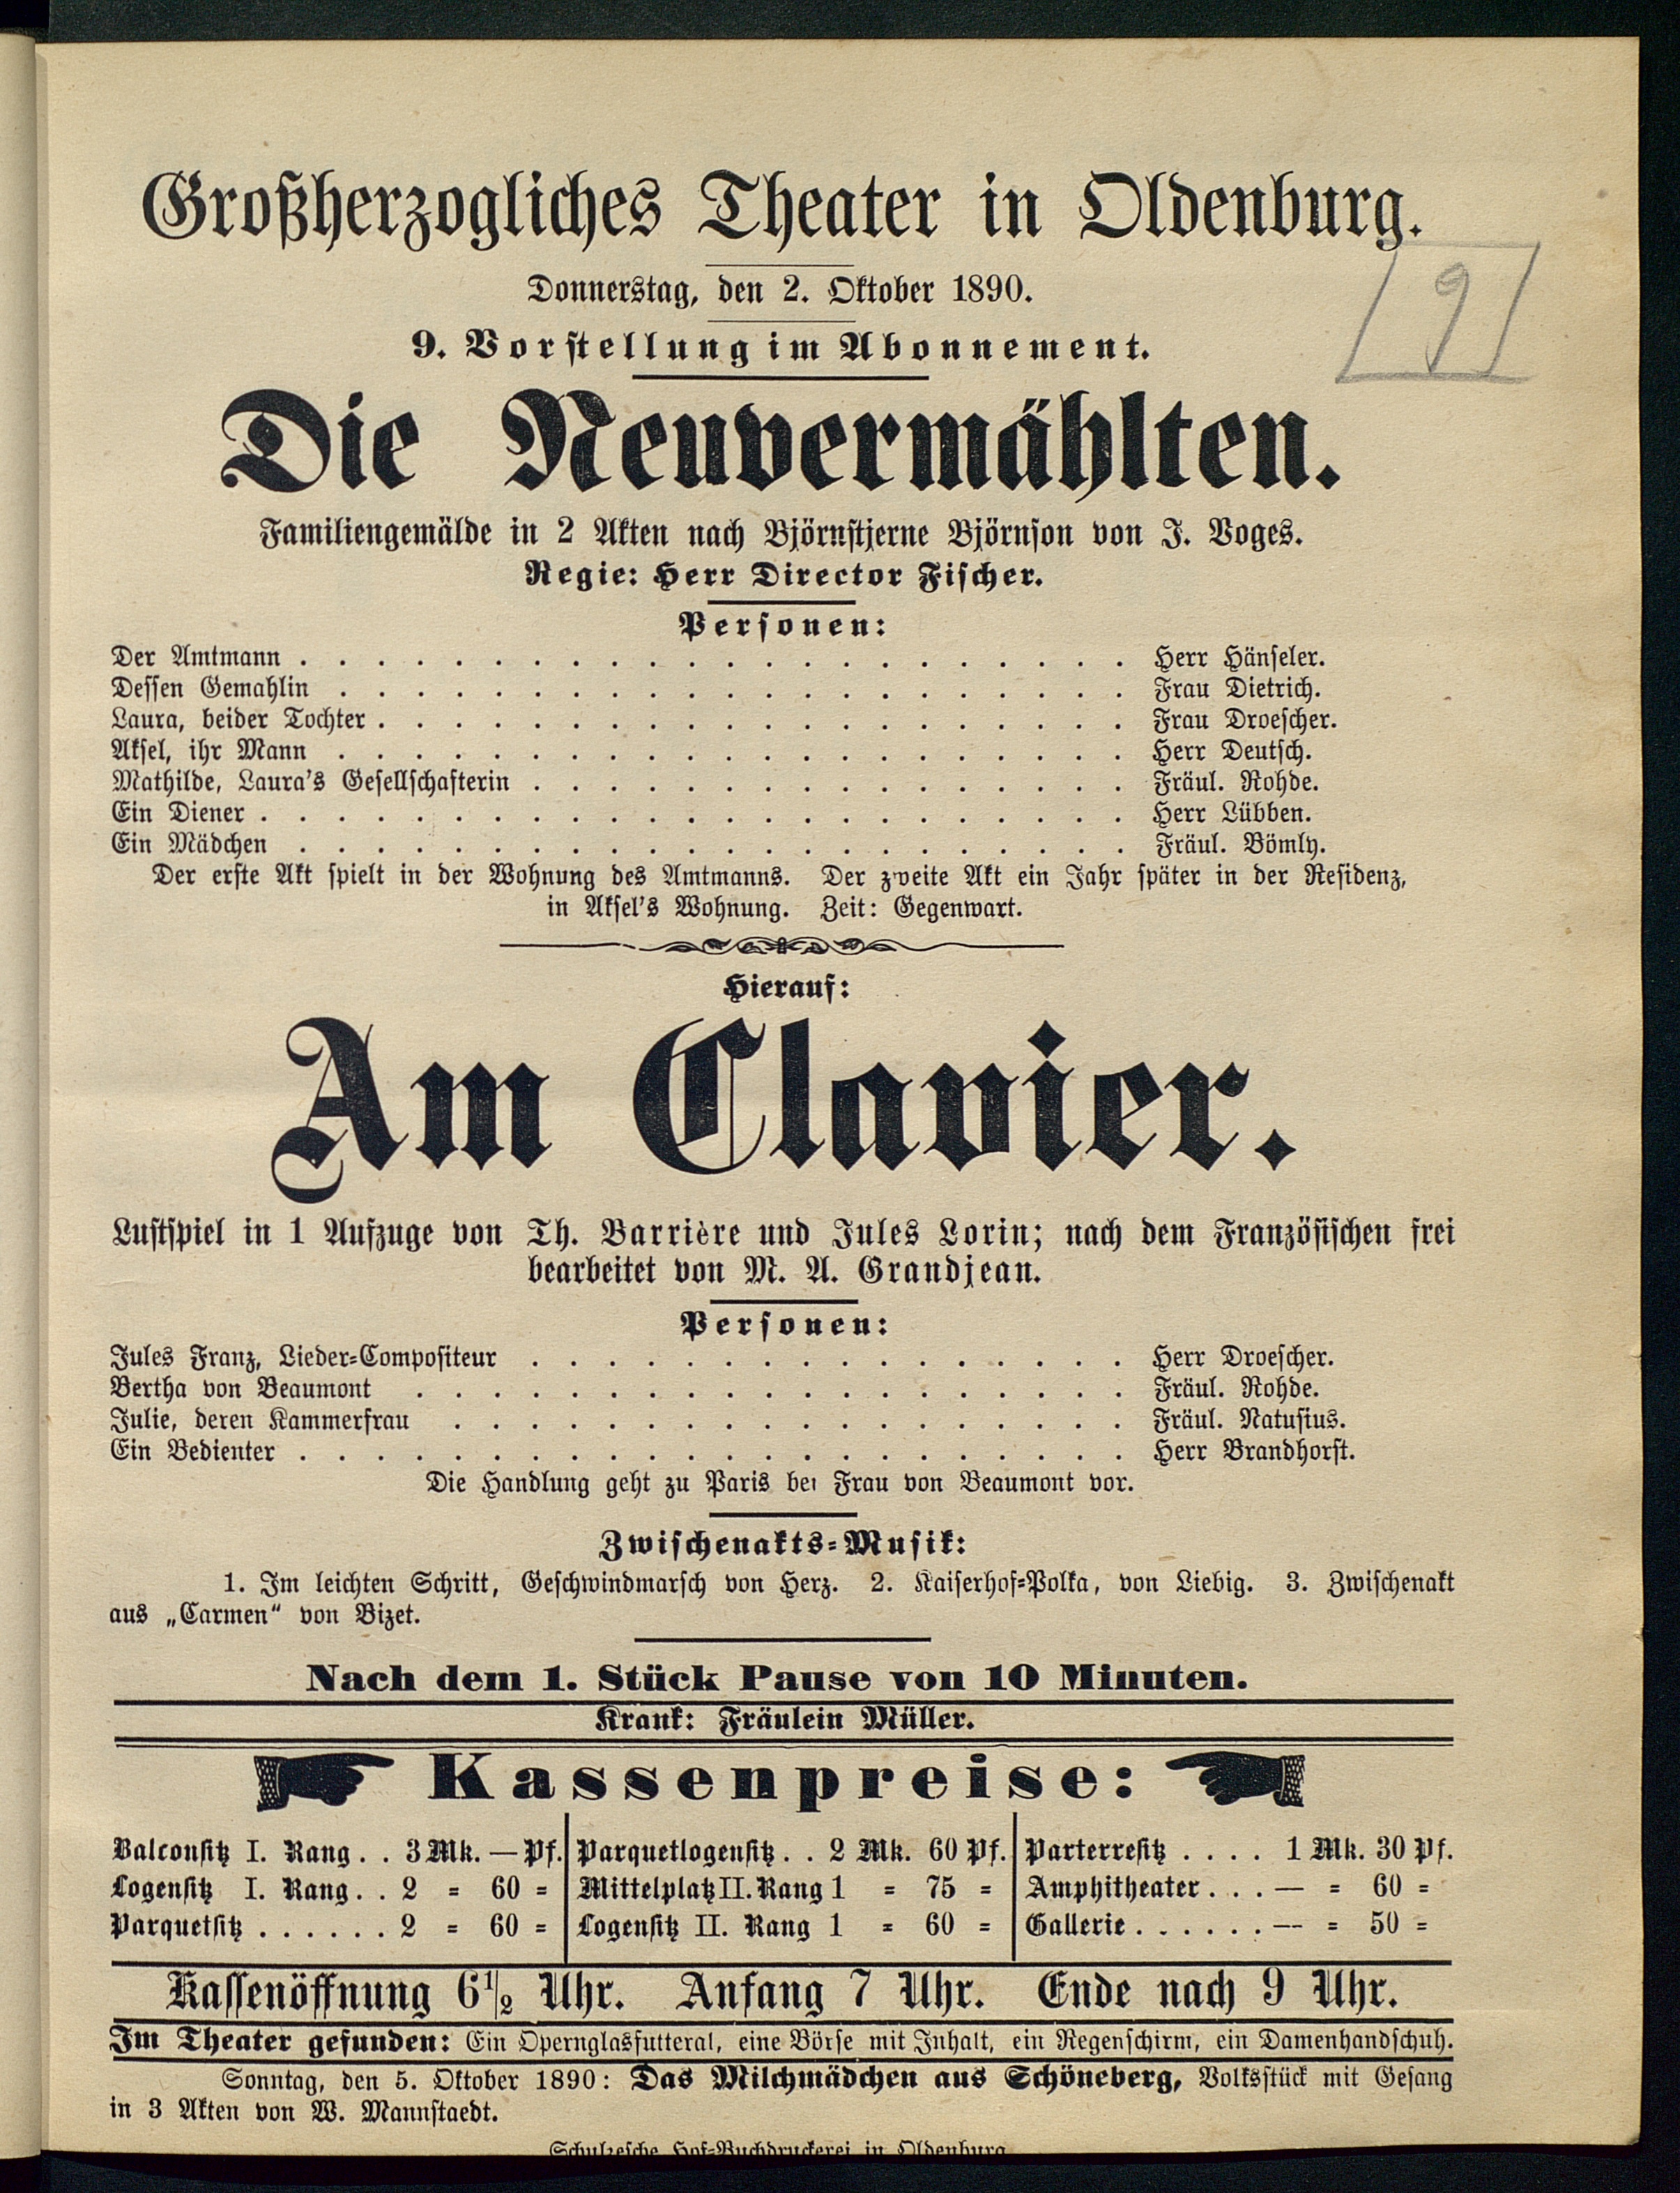 Großherzogliches Theater in Oldenburg.
Donnerstag, den 2. Oktober 1890.
9
9. Vorstellung im Abonnement.
Die Neuvermählten.
Familiengemälde in 2 Akten nach Björnstjerne Björnson von J. Voges.
Regie: Herr Director Fischer.
Personen:
Der Amtmann . . . . . . . . . . . . . . . . . . . . . . Herr Hänseler.
Dessen Gemahlin . . . . . . . . . . . . . . . . . . . . . Frau Dietrich.
Laura, beider Tochter . . . . . . . . . . . . . . . . . . . . Frau Droescher.
Aksel, ihr Mann . . . . . . . . . . . . . . . . . . . . . Herr Deutsch.
Mathilde, Laura's Gesellschafterin . . . . . . . . . . . . . . . . Fräul. Rohde.
Ein Diener . . . . . . . . . . . . . . . . . . . . . . . Herr Lübben.
Ein Mädchen . . . . . . . . . . . . . . . . . . . . . . Fräul. Bömly.
Der erste Akt spielt in der Wohnung des Amtmanns. Der zweite Akt ein Jahr später in der Residenz,
in Aksel's Wohnung. Zeit: Gegenwart.
Hierauf:
Am Clavier.
Lustspiel in 1 Aufzuge von Th. Barrière und Jules Lorin; nach dem Französischen frei
bearbeitet von M. A. Grandjean.
Personen:
Jules Franz, Lieder-Compositeur . . . . . . . . . . . . . . . . Herr Droescher.
Bertha von Beaumont . . . . . . . . . . . . . . . . . . . Fräul. Rohde.
Julie, deren Kammerfrau . . . . . . . . . . . . . . . . . . Fräul. Natusius.
Ein Bedienter . . . . . . . . . . . . . . . . . . . . . . Herr Brandhorst.
Die Handlung geht zu Paris bei Frau von Beaumont vor.
Zwischenakts-Musik:
1. Im leichten Schritt, Geschwindmarsch von Herz. 2. Kaiserhof-Polka, von Liebig. 3. Zwischenakt
aus „Carmen“ von Bizet.
Nach dem 1. Stück Pause von 10 Minuten.
Krank: Fräulein Müller.
Kassenpreise:
Balconsitz I. Rang . . 3 Mk. — Pf.
Logensitz I. Rang . . 2 = 60 =
Parquetsitz . . . . . . 2 = 60 =
Parquetlogensitz . . 2 Mk. 60 Pf.
Mittelplatz II. Rang 1 = 75 =
Logensitz II. Rang 1 = 60 =
Parterresitz . . . . 1 Mk. 30 Pf.
Amphitheater . . . — = 60 =
Gallerie . . . . . . — = 50 =
Kassenöffnung 6½ Uhr. Anfang 7 Uhr. Ende nach 9 Uhr.
Im Theater gefunden: Ein Opernglasfutteral, eine Börse mit Inhalt, ein Regenschirm, ein Damenhandschuh.
Sonntag, den 5. Oktober 1890: Das Milchmädchen aus Schöneberg, Volksstück mit Gesang
in 3 Akten von W. Mannstaedt.
Schulzesche Hof-Buchdruckerei in Oldenburg